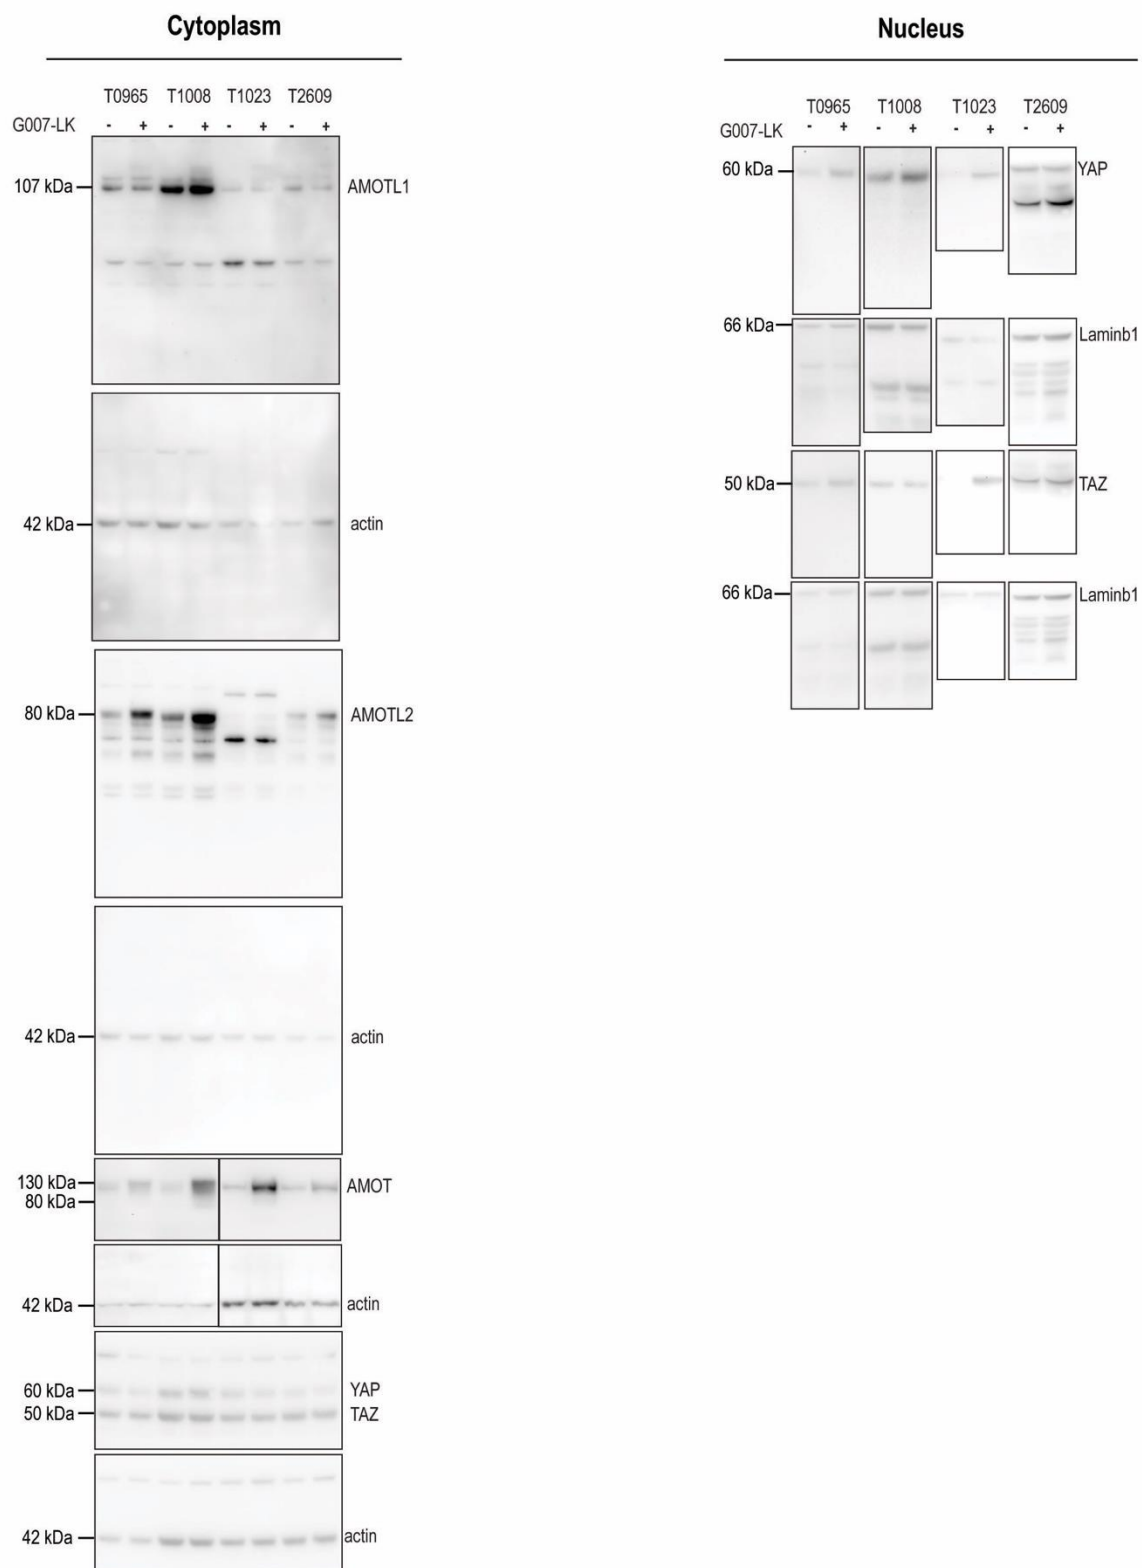 Cytoplasm
T0965 T1008 T1023 T2609
G007-LK - + - + - + - +
107 kDa AMOTL1
42 kDa actin
80 kDa AMOTL2
42 kDa actin
130 kDa AMOT
80 kDa
42 kDa actin
60 kDa YAP
50 kDa TAZ
42 kDa actin
Nucleus
T0965 T1008 T1023 T2609
G007-LK - + - + - + - +
60 kDa YAP
66 kDa Laminb1
50 kDa TAZ
66 kDa Laminb1